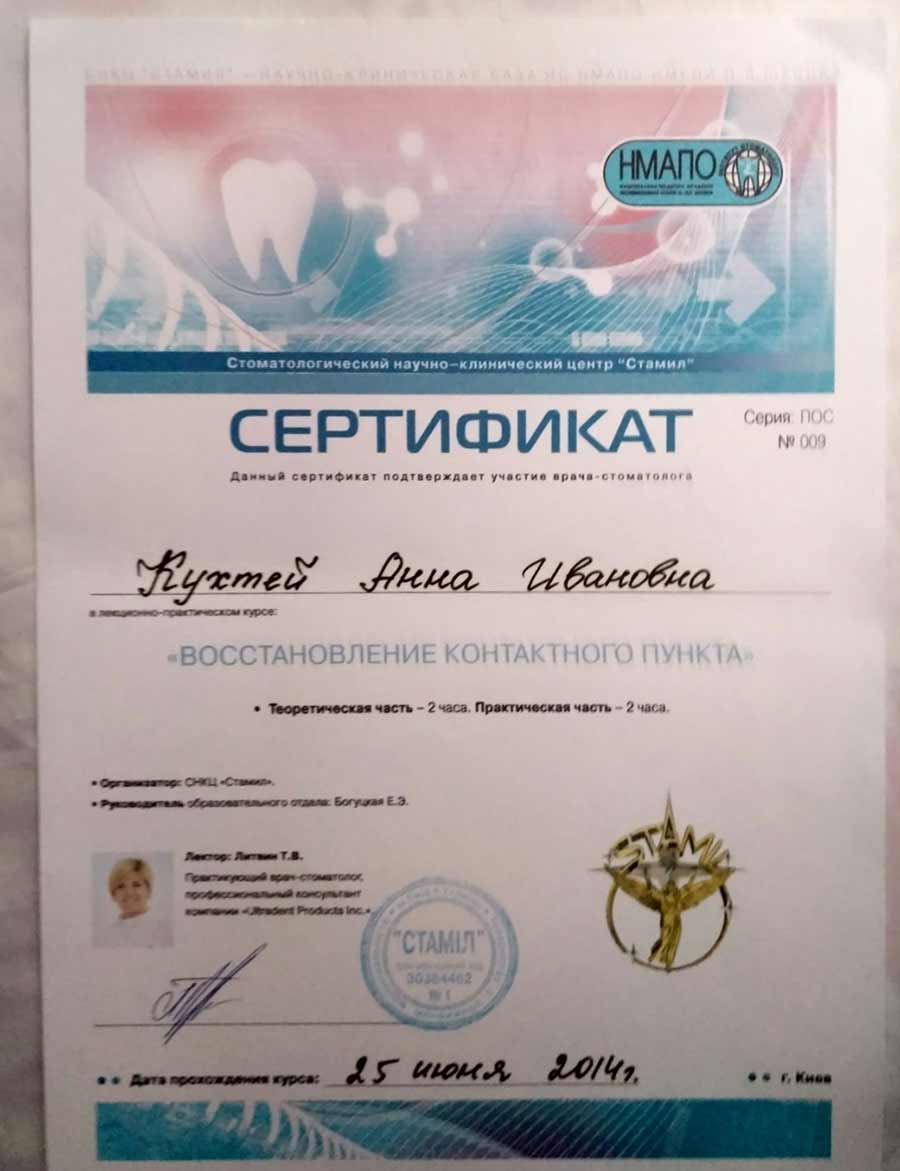 НМАПО
Стоматологический научно-клинический центр "Стамил"
СЕРТИФИКАТ
Серия: ПОС
№ 009
Данный сертификат подтверждает участие врача-стоматолога
Кухтей Анна Ивановна
в лекционно-практическом курсе:
«ВОССТАНОВЛЕНИЕ КОНТАКТНОГО ПУНКТА»
• Теоретическая часть – 2 часа. Практическая часть – 2 часа.
• Организатор: СНКЦ «Стамил».
• Руководитель образовательного отдела: Богуцкая Е.Э.
Лектор: Литвин Т.В.
Практикующий врач-стоматолог,
профессиональный консультант
компании «Ultradent Products Inc.»
"СТАМІЛ"
30384462
№ 1
STAMIL
Дата прохождения курса: 25 июня 2014г.
г. Киев